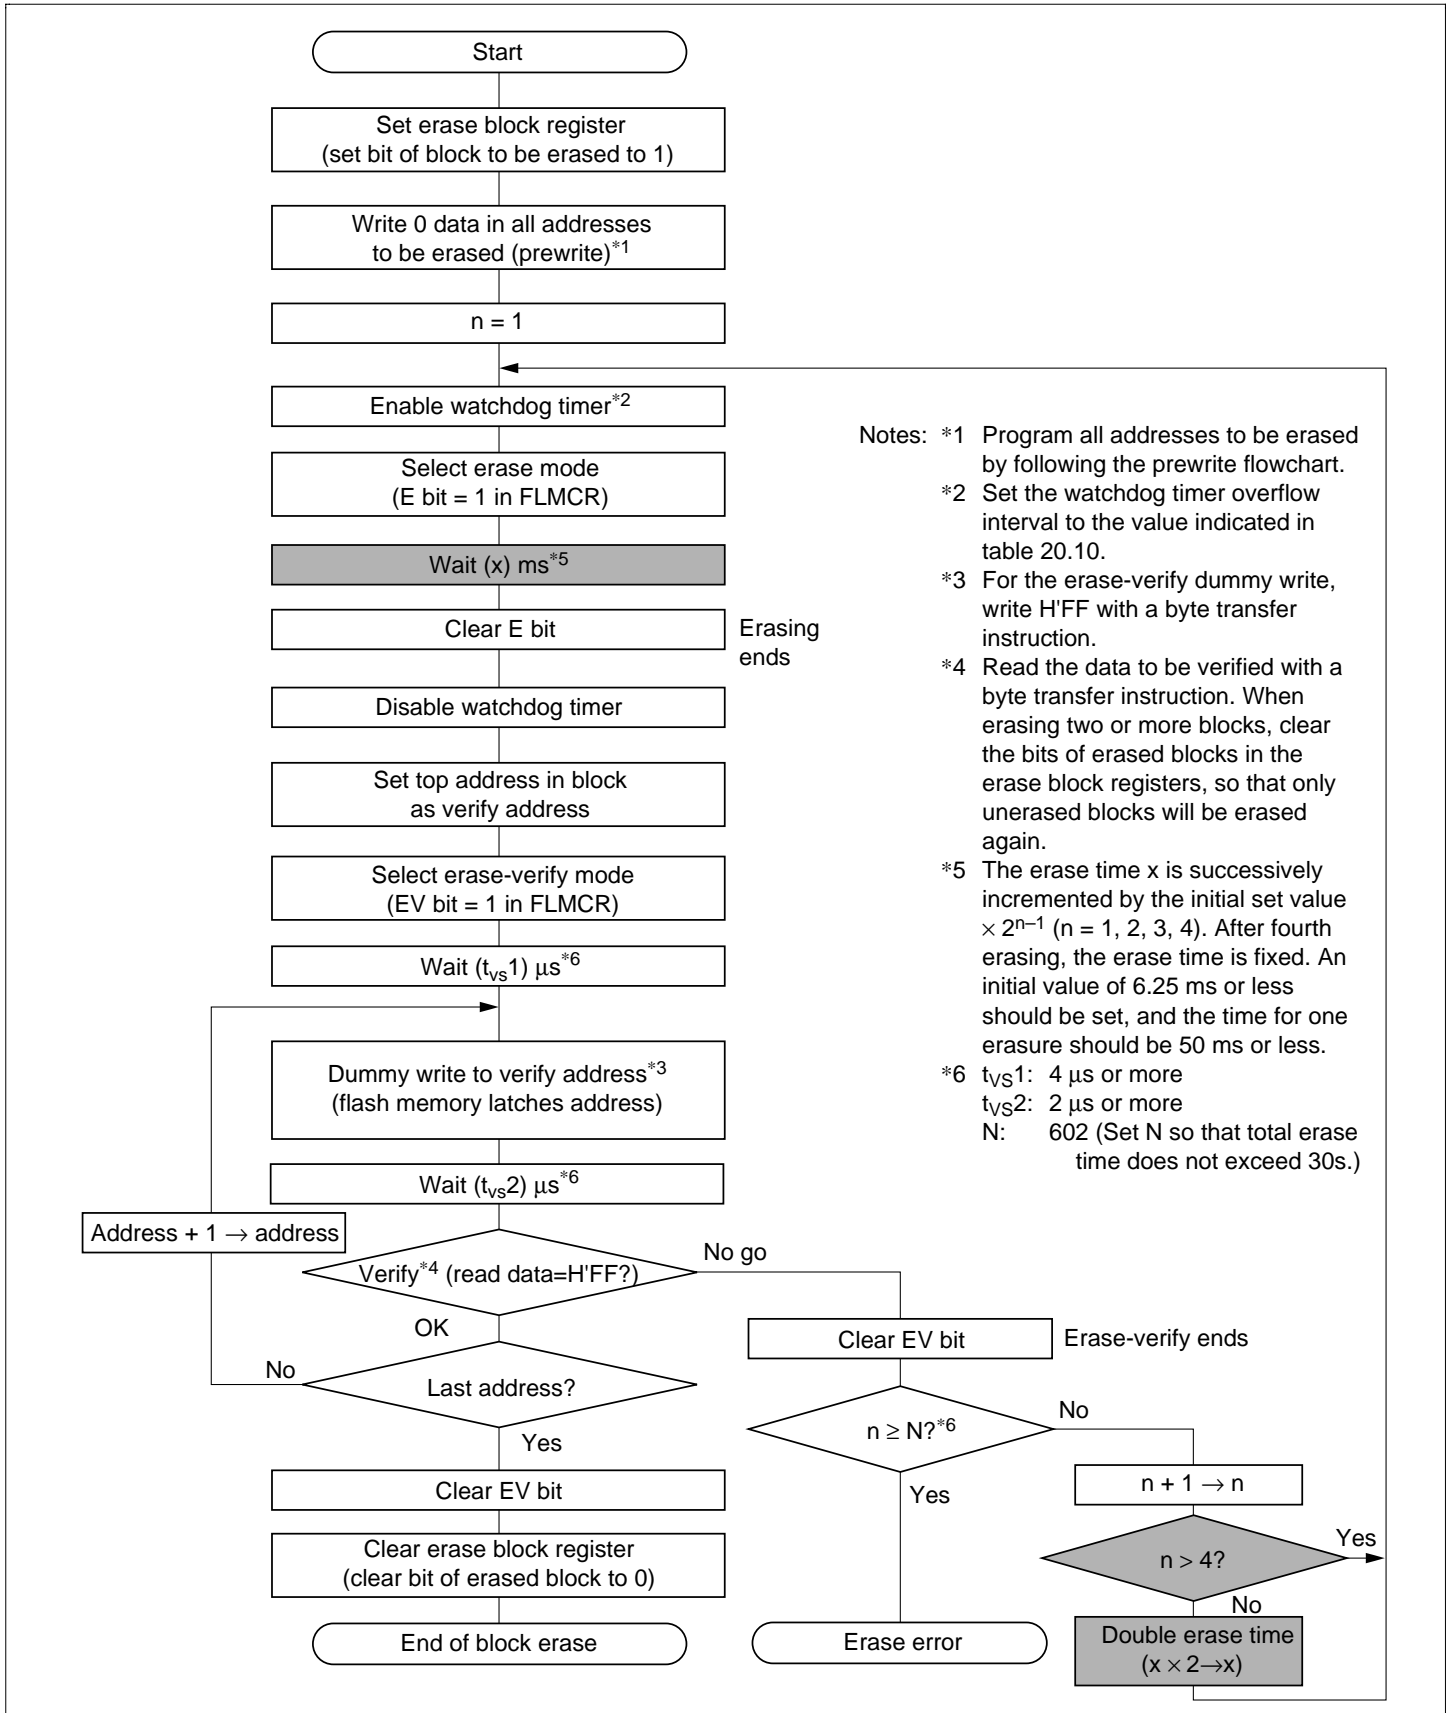 Start
Set erase block register
(set bit of block to be erased to 1)
Write 0 data in all addresses
to be erased (prewrite)*1
n = 1
Enable watchdog timer*2
Select erase mode
(E bit = 1 in FLMCR)
Wait (x) ms*5
Clear E bit
Erasing
ends
Disable watchdog timer
Set top address in block
as verify address
Select erase-verify mode
(EV bit = 1 in FLMCR)
Wait (tvs1) μs*6
Dummy write to verify address*3
(flash memory latches address)
Wait (tvs2) μs*6
Address + 1 → address
Verify*4 (read data=H'FF?)
No go
OK
Last address?
No
Yes
Clear EV bit
Clear erase block register
(clear bit of erased block to 0)
End of block erase
Clear EV bit
Erase-verify ends
n ≥ N?*6
No
Yes
Erase error
n + 1 → n
n > 4?
Yes
No
Double erase time
(x × 2→x)
Notes: *1 Program all addresses to be erased
by following the prewrite flowchart.
*2 Set the watchdog timer overflow
interval to the value indicated in
table 20.10.
*3 For the erase-verify dummy write,
write H'FF with a byte transfer
instruction.
*4 Read the data to be verified with a
byte transfer instruction. When
erasing two or more blocks, clear
the bits of erased blocks in the
erase block registers, so that only
unerased blocks will be erased
again.
*5 The erase time x is successively
incremented by the initial set value
× 2n–1 (n = 1, 2, 3, 4). After fourth
erasing, the erase time is fixed. An
initial value of 6.25 ms or less
should be set, and the time for one
erasure should be 50 ms or less.
*6 tVS1: 4 μs or more
tVS2: 2 μs or more
N: 602 (Set N so that total erase
time does not exceed 30s.)